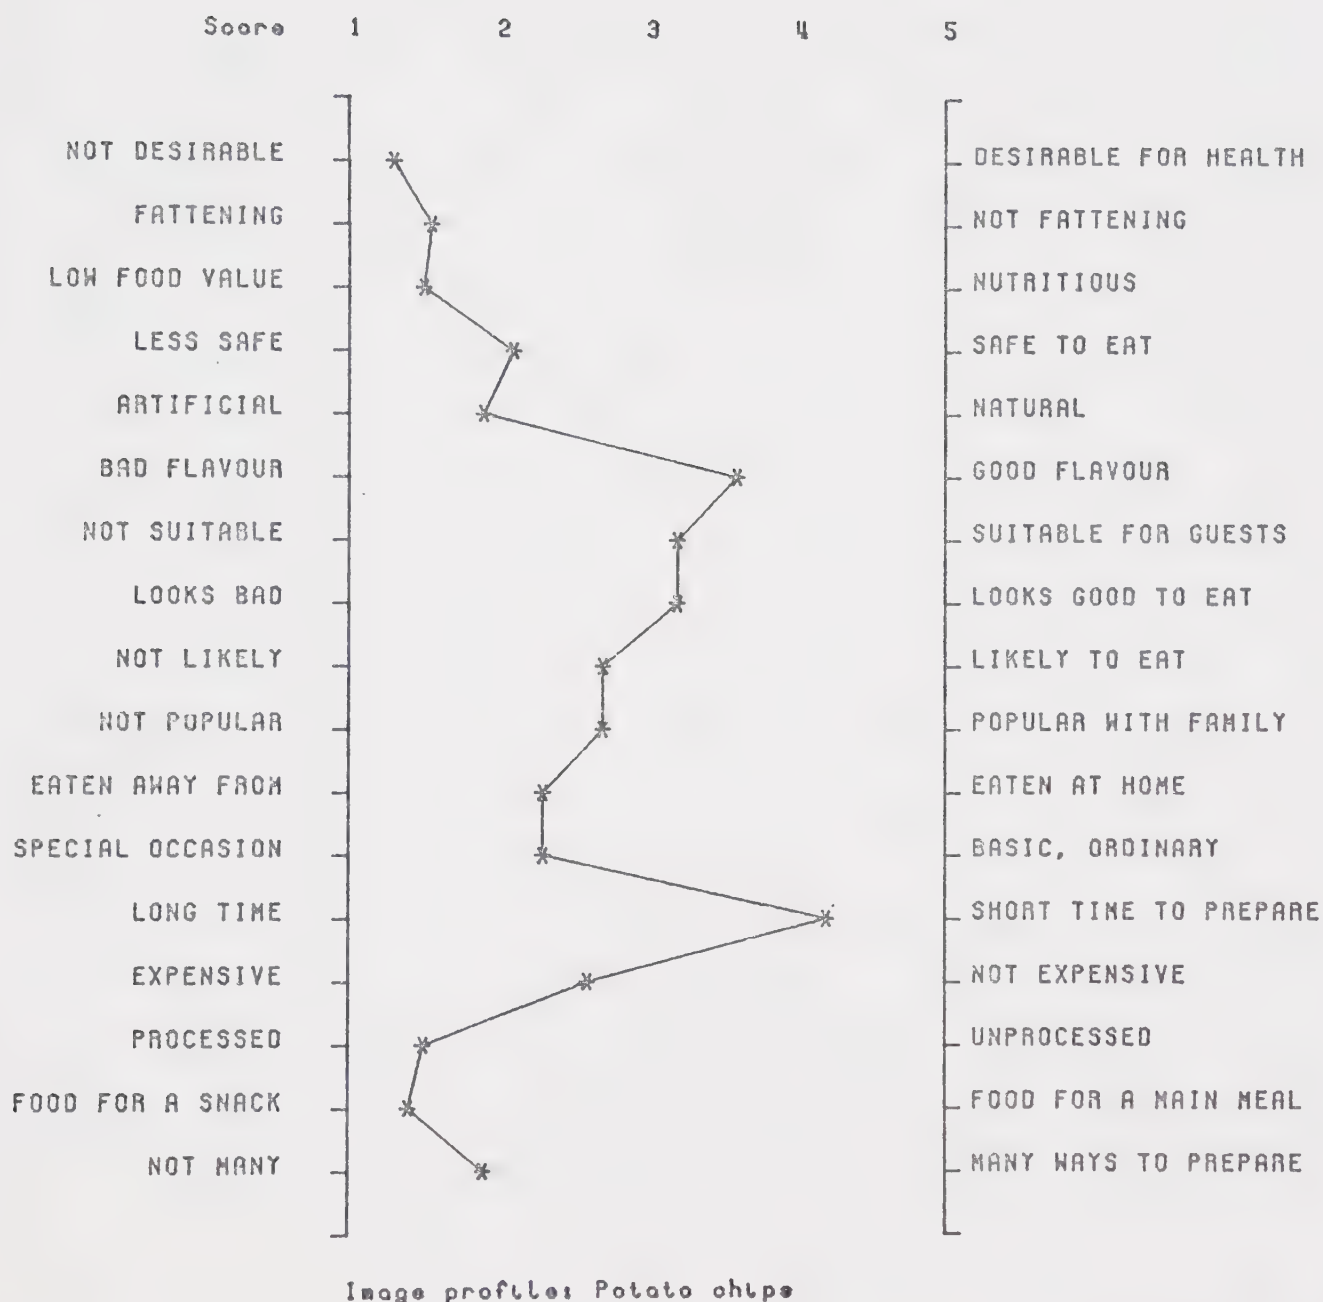 Score 1 2 3 4 5
NOT DESIRABLE DESIRABLE FOR HEALTH
FATTENING NOT FATTENING
LOW FOOD VALUE NUTRITIOUS
LESS SAFE SAFE TO EAT
ARTIFICIAL NATURAL
BAD FLAVOUR GOOD FLAVOUR
NOT SUITABLE SUITABLE FOR GUESTS
LOOKS BAD LOOKS GOOD TO EAT
NOT LIKELY LIKELY TO EAT
NOT POPULAR POPULAR WITH FAMILY
EATEN AWAY FROM EATEN AT HOME
SPECIAL OCCASION BASIC, ORDINARY
LONG TIME SHORT TIME TO PREPARE
EXPENSIVE NOT EXPENSIVE
PROCESSED UNPROCESSED
FOOD FOR A SNACK FOOD FOR A MAIN MEAL
NOT MANY MANY WAYS TO PREPARE
Image profile: Potato chips